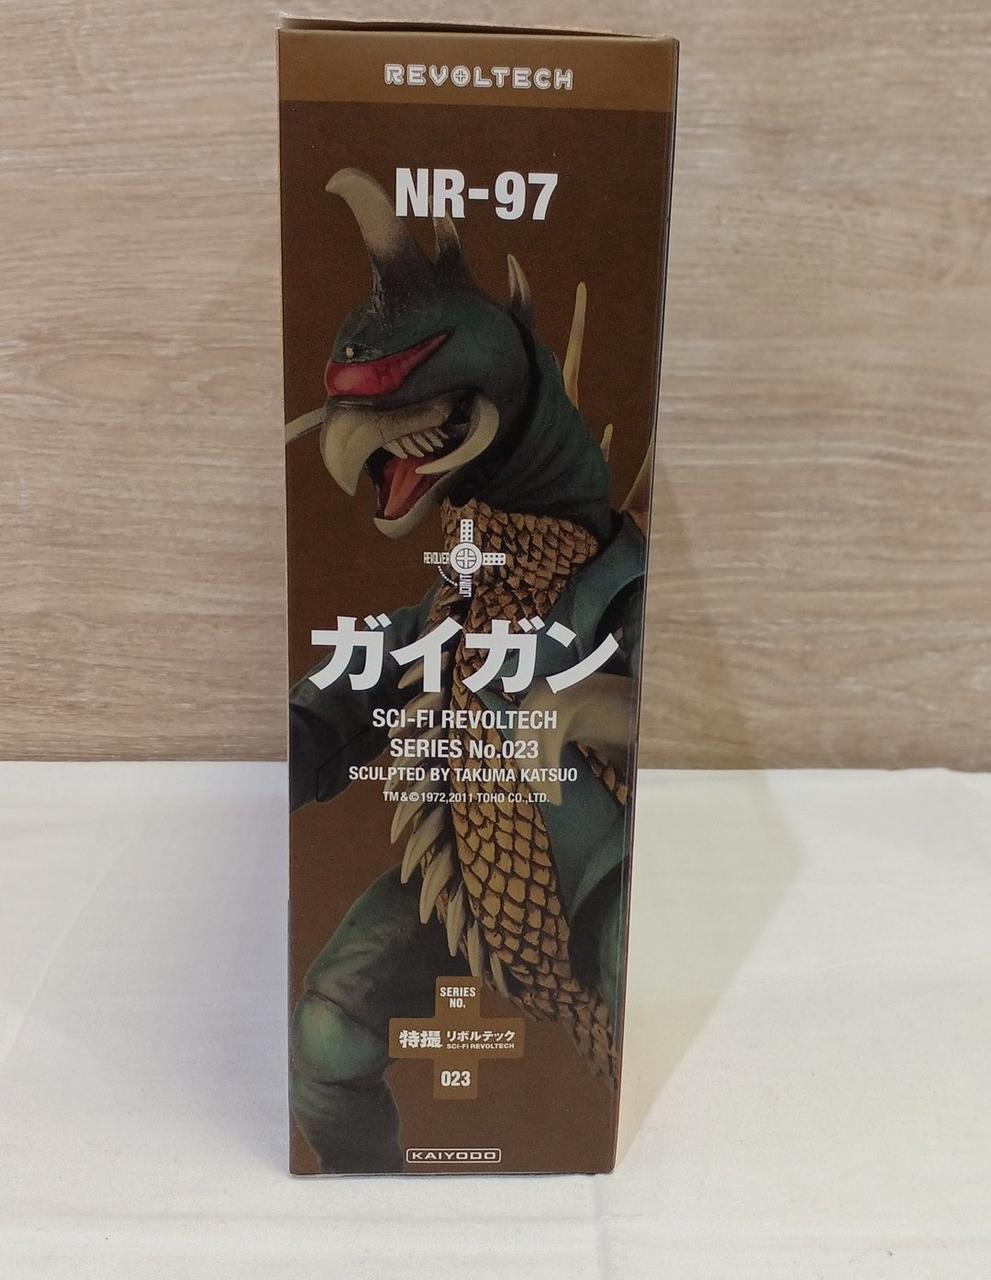 REVOLTECH
NR-97
REVOLVER
JOINT
ガイガン
SCI-FI REVOLTECH
SERIES No.023
SCULPTED BY TAKUMA KATSUO
TM&©1972,2011 TOHO CO.,LTD.
SERIES
NO.
特撮 リボルテック
SCI-FI REVOLTECH
023
KAIYODO